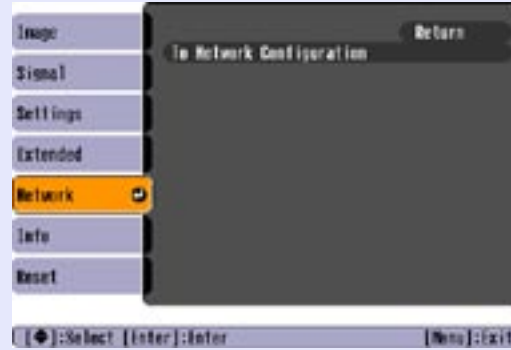 Image
Signal
Settings
Extended
Network
Info
Reset
Return
To Network Configuration
[◆]:Select [Enter]:Enter
[Menu]:Exit